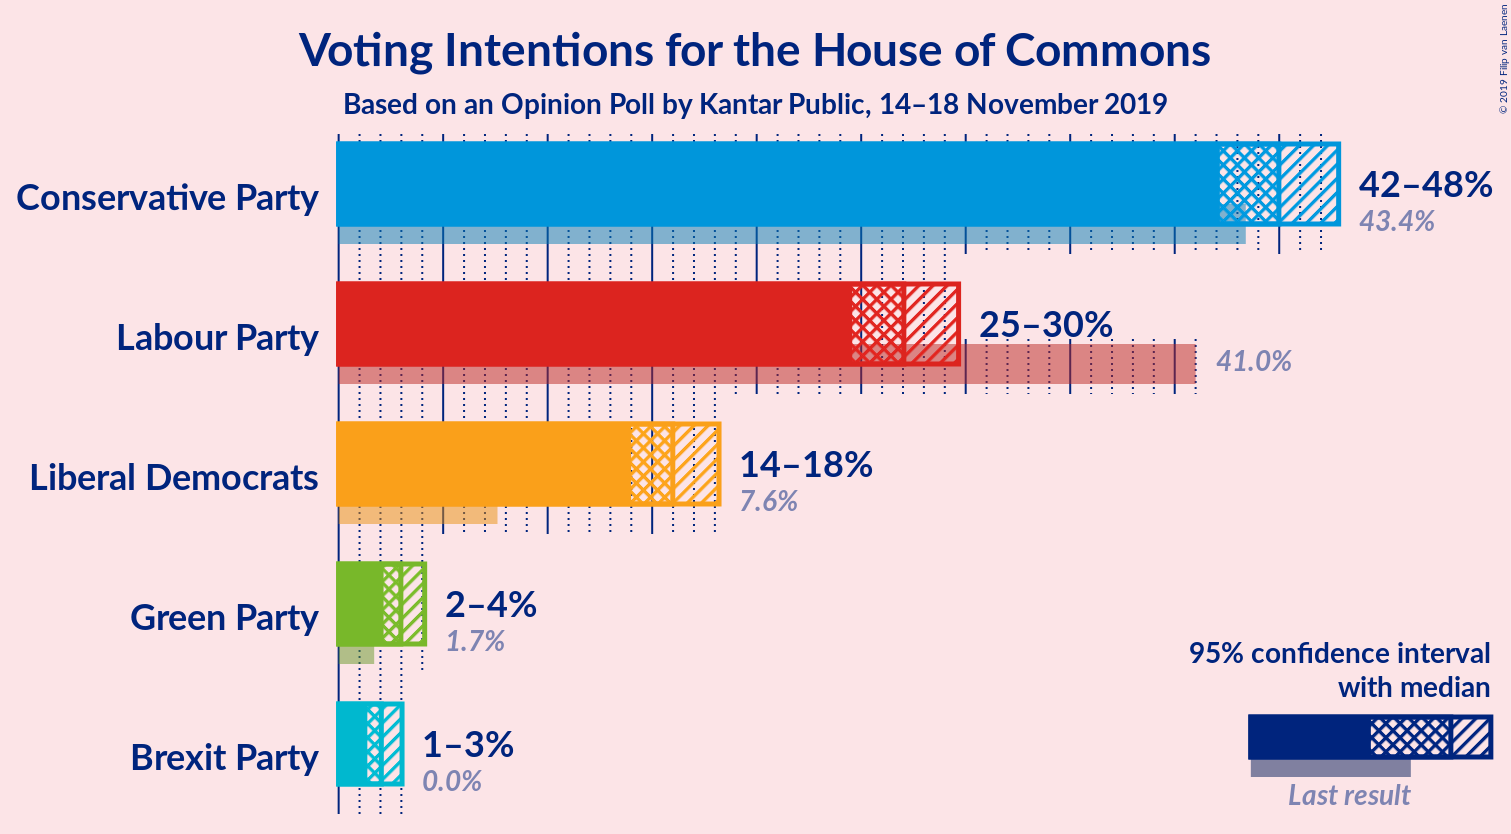 Voting Intentions for the House of Commons
Based on an Opinion Poll by Kantar Public, 14–18 November 2019
© 2019 Filip van Laenen
Conservative Party
42–48%
43.4%
Labour Party
25–30%
41.0%
Liberal Democrats
14–18%
7.6%
Green Party
2–4%
1.7%
Brexit Party
1–3%
0.0%
95% confidence interval
with median
Last result